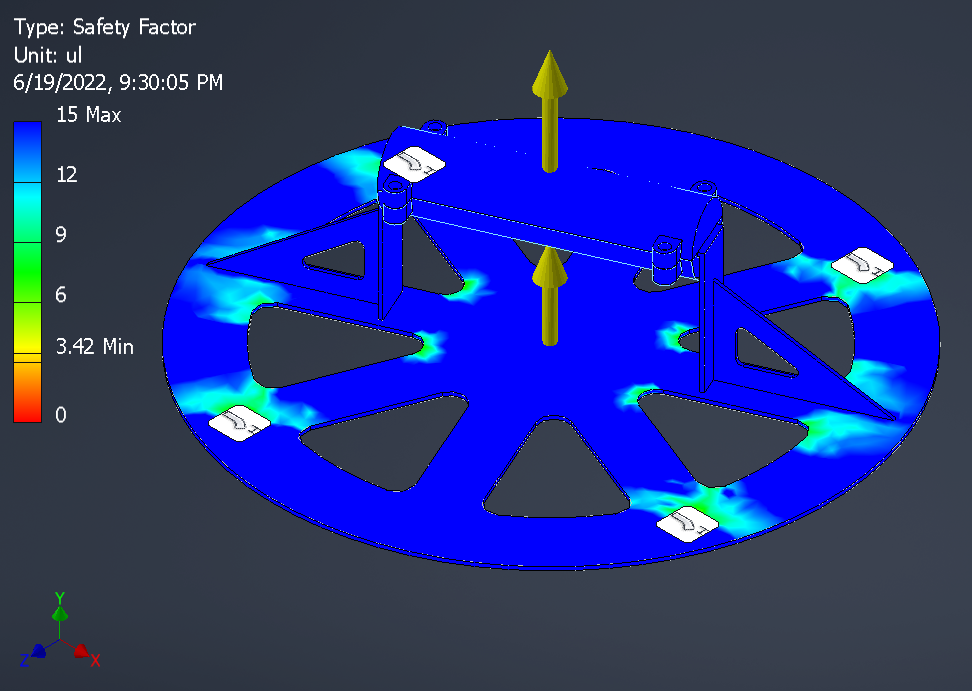 Type: Safety Factor
Unit: ul
6/19/2022, 9:30:05 PM
15 Max
12
9
6
3.42 Min
0
Y
Z
X